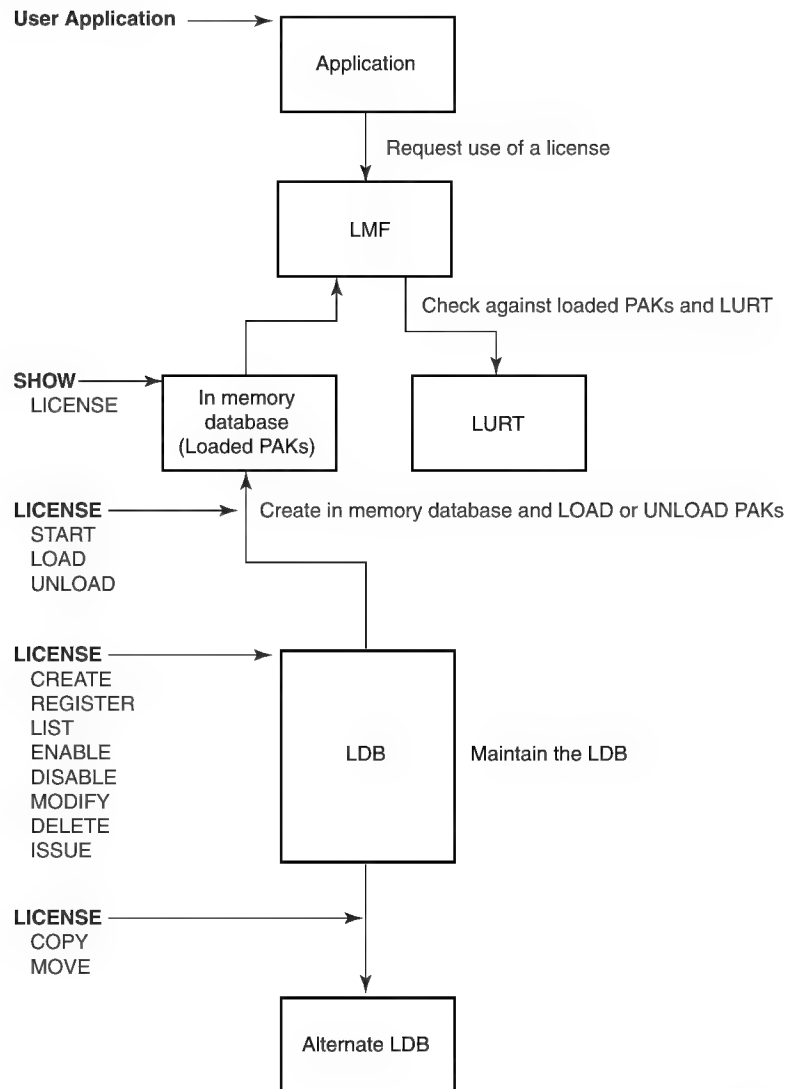 User Application
Application
Request use of a license
LMF
Check against loaded PAKs and LURT
SHOW
LICENSE
In memory
database
(Loaded PAKs)
LURT
LICENSE
START
LOAD
UNLOAD
Create in memory database and LOAD or UNLOAD PAKs
LICENSE
CREATE
REGISTER
LIST
ENABLE
DISABLE
MODIFY
DELETE
ISSUE
LDB
Maintain the LDB
LICENSE
COPY
MOVE
Alternate LDB